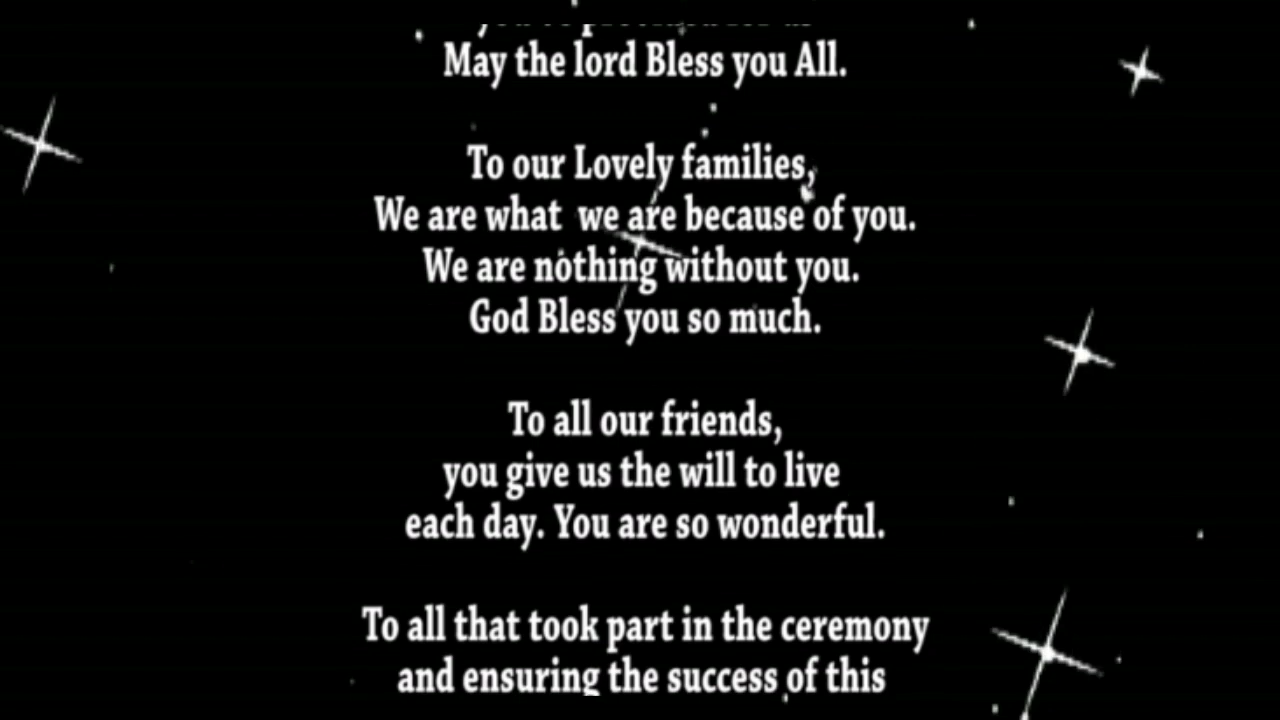 May the lord Bless you All.
To our Lovely families,
We are what we are because of you.
We are nothing without you.
God Bless you so much.
To all our friends,
you give us the will to live
each day. You are so wonderful.
To all that took part in the ceremony
and ensuring the success of this